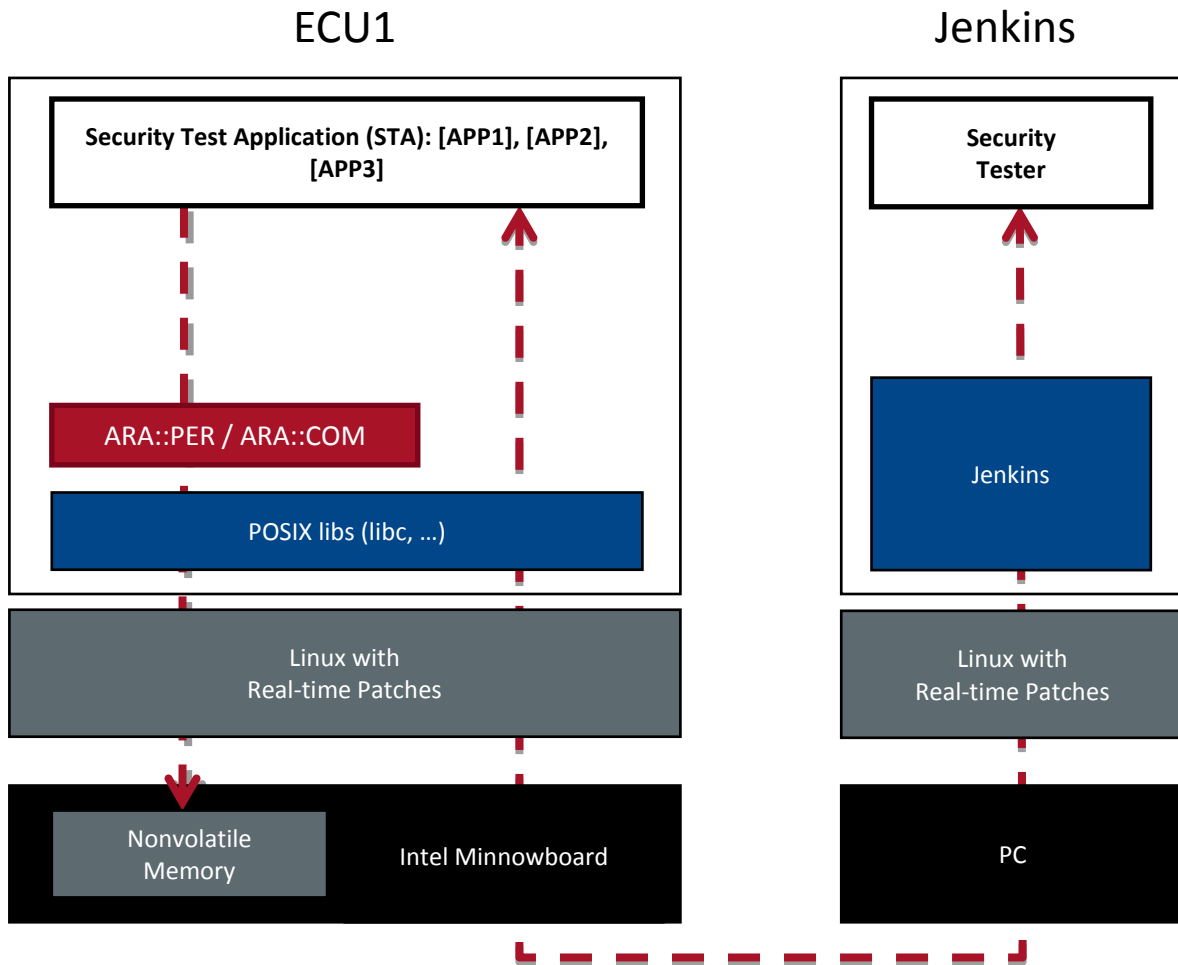 ECU1
Jenkins
Security Test Application (STA): [APP1], [APP2],
[APP3]
Security
Tester
ARA::PER / ARA::COM
Jenkins
POSIX libs (libc, …)
Linux with
Real-time Patches
Linux with
Real-time Patches
Nonvolatile
Memory
Intel Minnowboard
PC